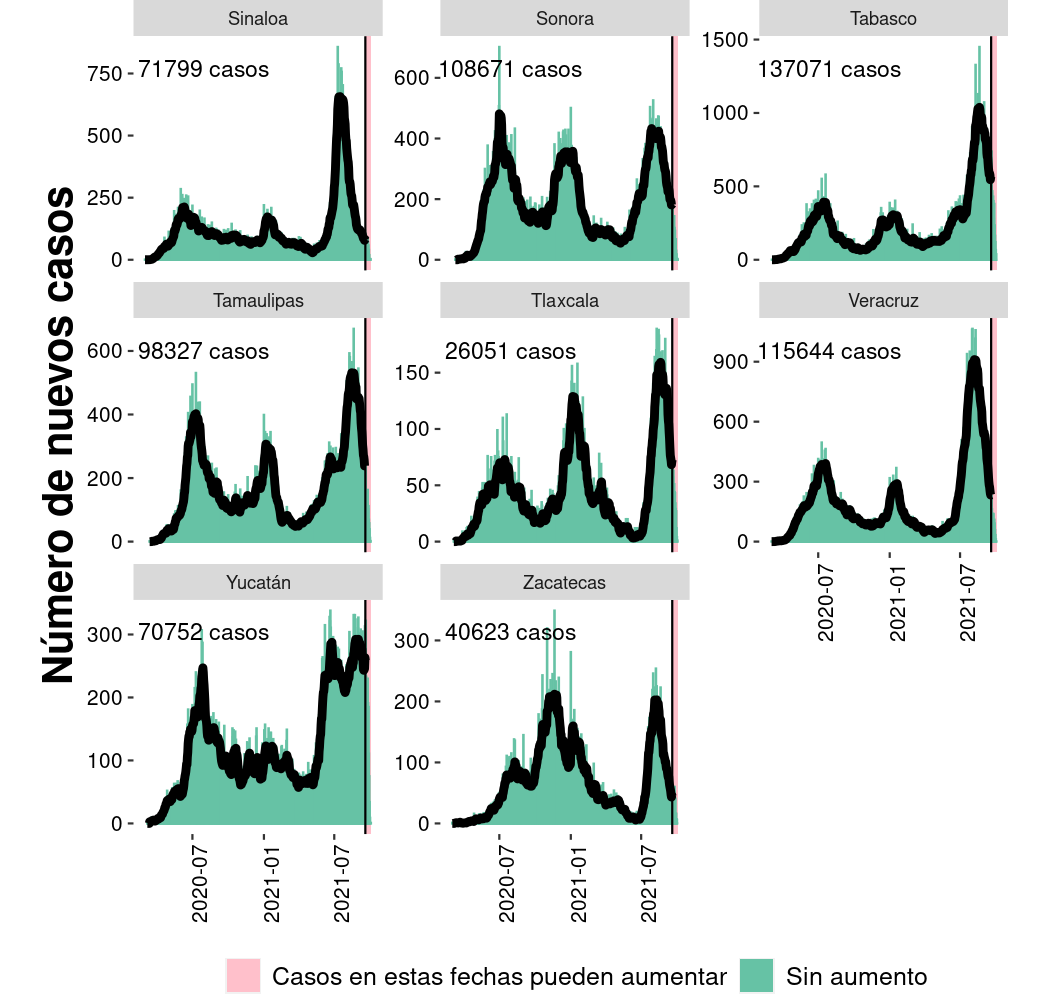 Número de nuevos casos
Sinaloa
Sonora
Tabasco
71799 casos
750
500
250
0
108671 casos
600
400
200
0
137071 casos
1500
1000
500
0
Tamaulipas
Tlaxcala
Veracruz
98327 casos
600
400
200
0
26051 casos
150
100
50
0
115644 casos
900
600
300
0
2020-07
2021-01
2021-07
Yucatán
Zacatecas
70752 casos
300
200
100
0
2020-07
2021-01
2021-07
40623 casos
300
200
100
0
2020-07
2021-01
2021-07
Casos en estas fechas pueden aumentar
Sin aumento